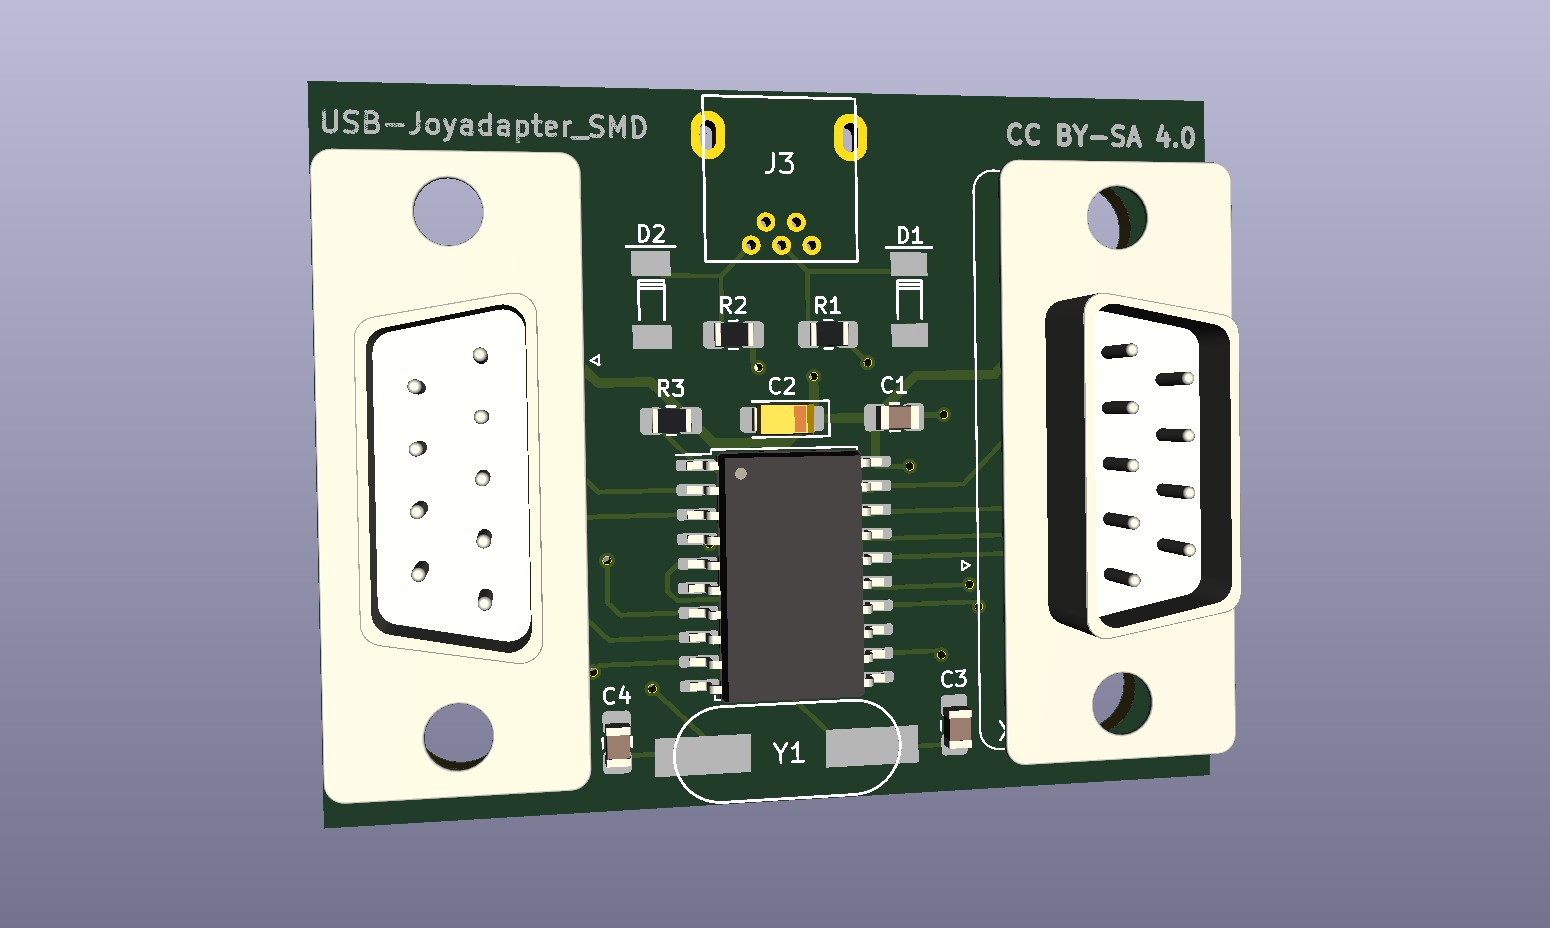 USB-Joyadapter_SMD
CC BY-SA 4.0
J3
D2
D1
R2
R1
R3
C2
C1
C4
C3
Y1